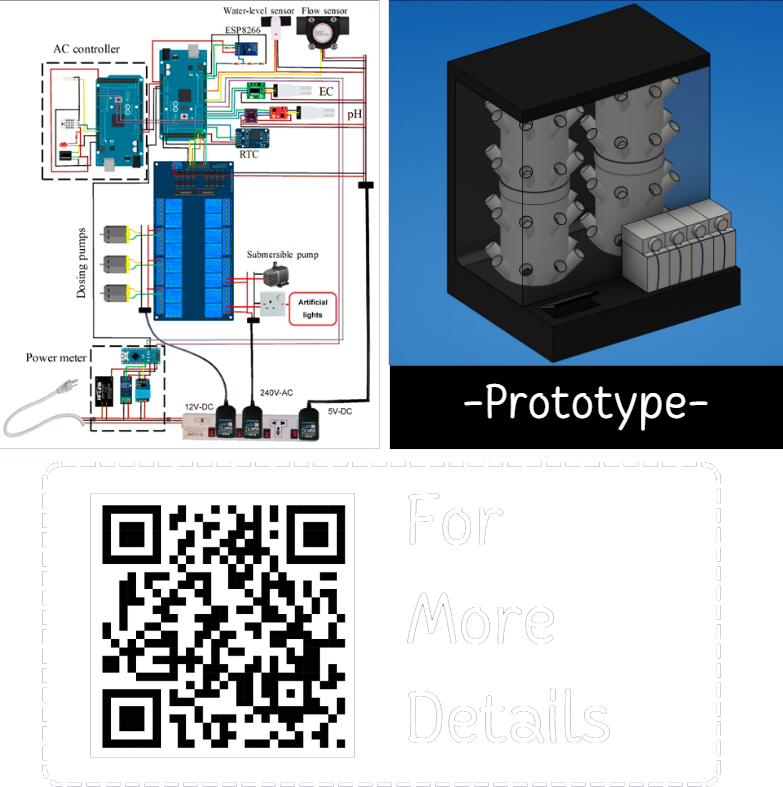 Water-level sensor
Flow sensor
ESP8266
AC controller
EC
pH
RTC
Dosing pumps
Submersible pump
Artificial
lights
Power meter
12V-DC
240V-AC
5V-DC
-Prototype-
For
More
Details